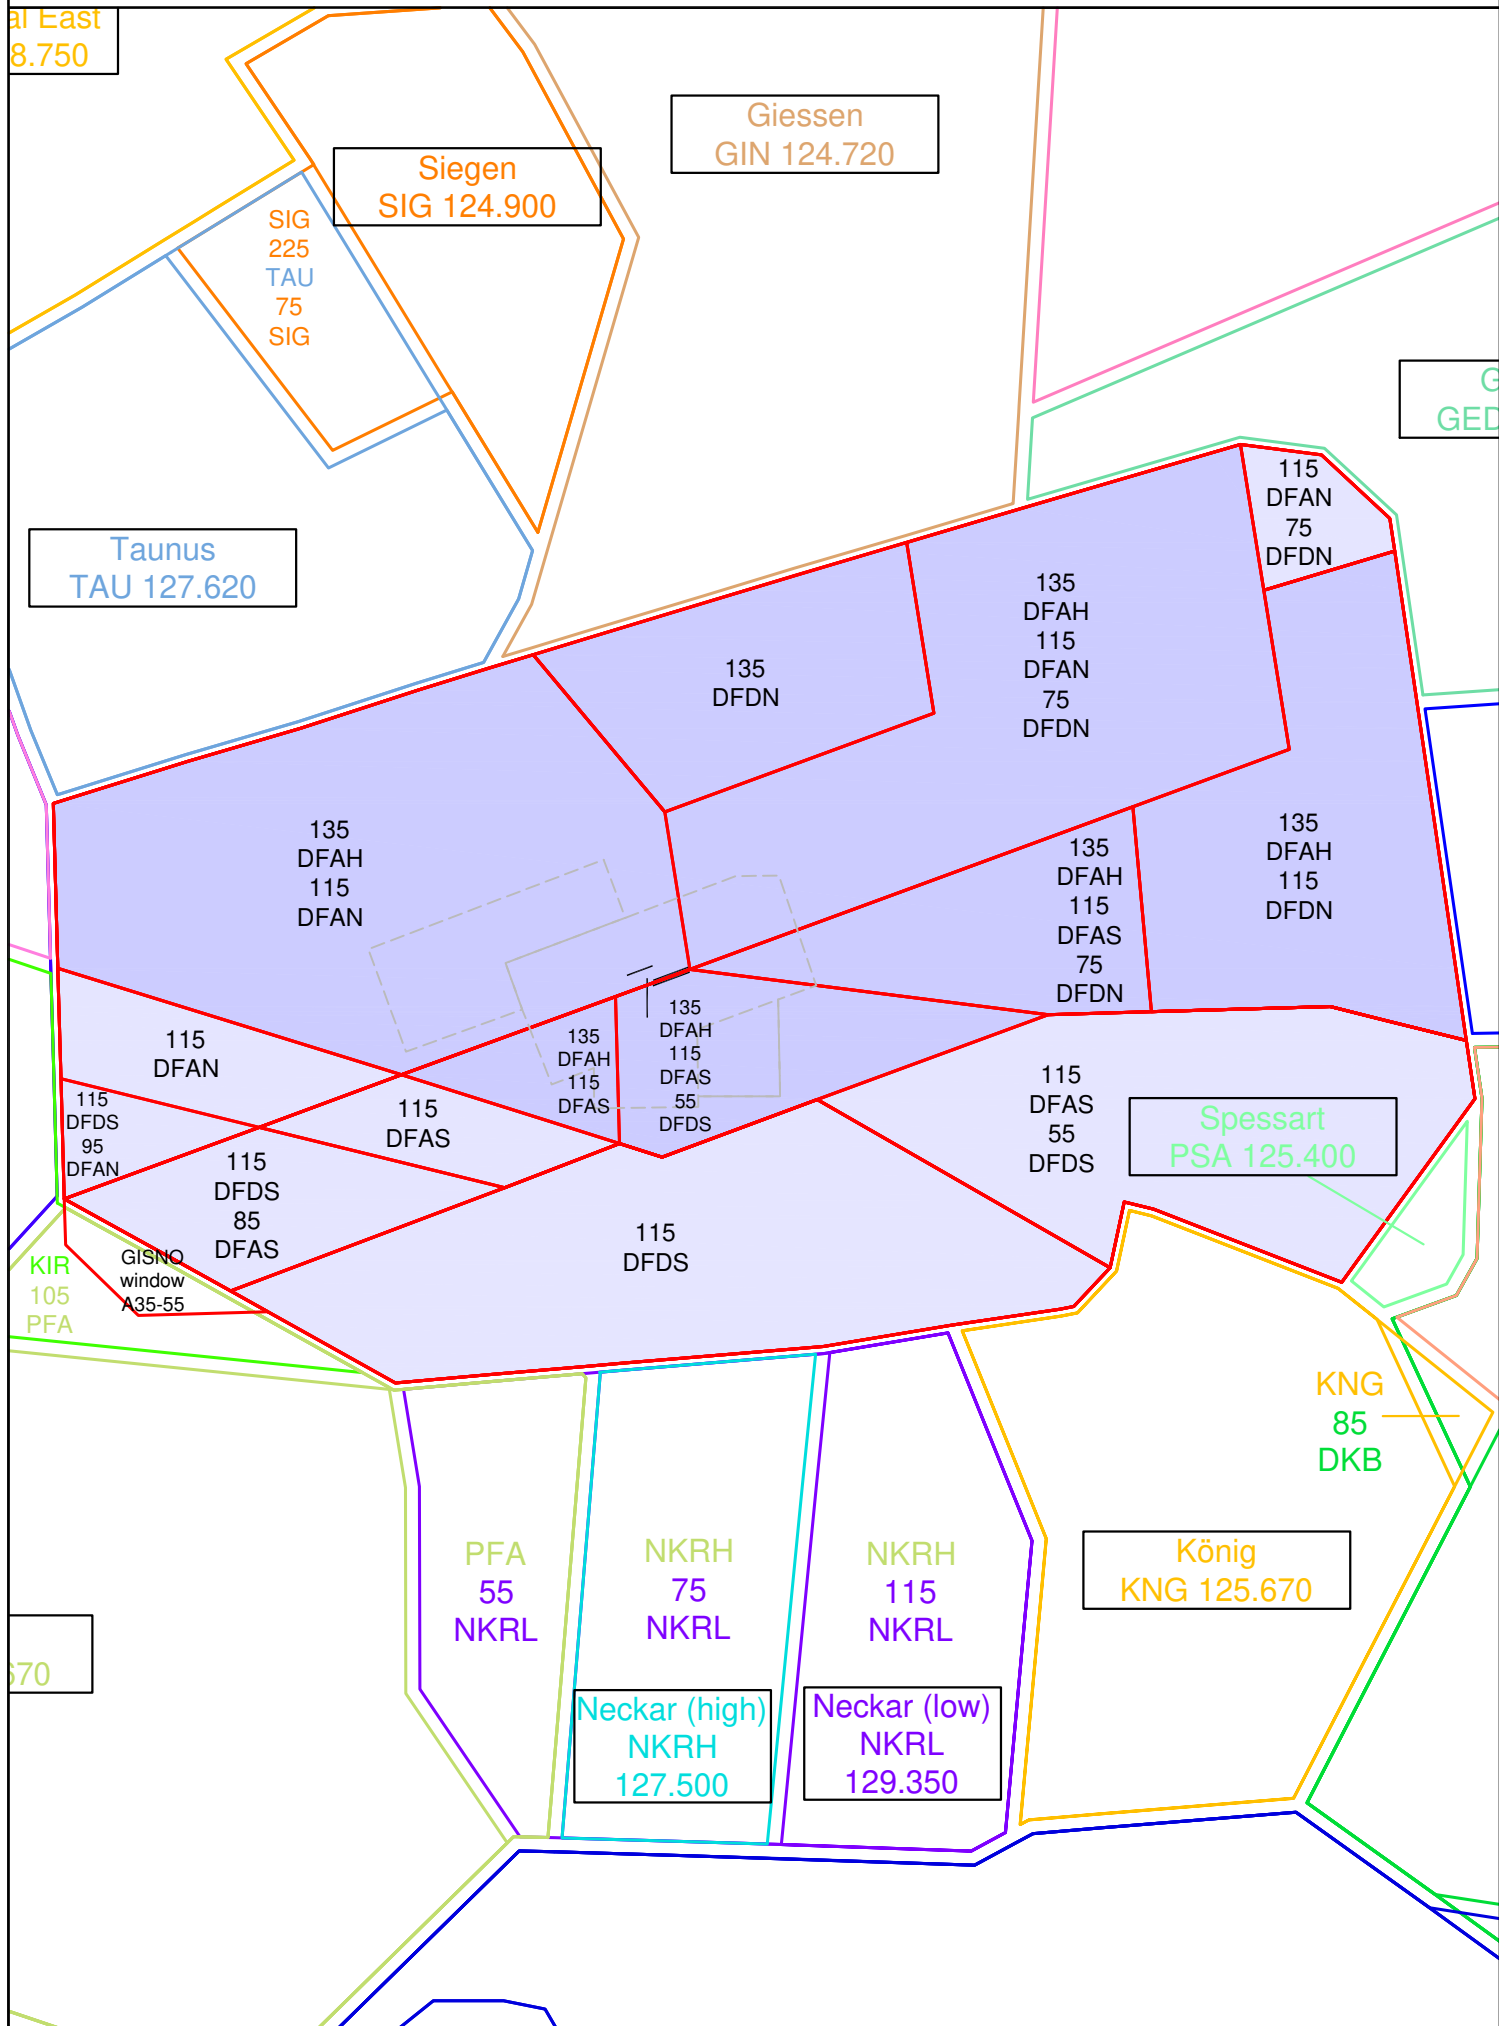 al East
8.750
Giessen
GIN 124.720
Siegen
SIG 124.900
SIG
225
TAU
75
SIG
G
GED
115
DFAN
75
DFDN
Taunus
TAU 127.620
135
DFAH
115
DFAN
75
DFDN
135
DFDN
135
DFAH
115
DFAN
135
DFAH
115
DFAS
75
DFDN
135
DFAH
115
DFDN
115
DFAN
135
DFAH
115
DFAS
135
DFAH
115
DFAS
55
DFDS
115
DFDS
95
DFAN
115
DFAS
115
DFAS
55
DFDS
Spessart
PSA 125.400
115
DFDS
85
DFAS
115
DFDS
KIR
105
PFA
GISNO
window
A35-55
KNG
85
DKB
PFA
55
NKRL
NKRH
75
NKRL
NKRH
115
NKRL
König
KNG 125.670
670
Neckar (high)
NKRH
127.500
Neckar (low)
NKRL
129.350